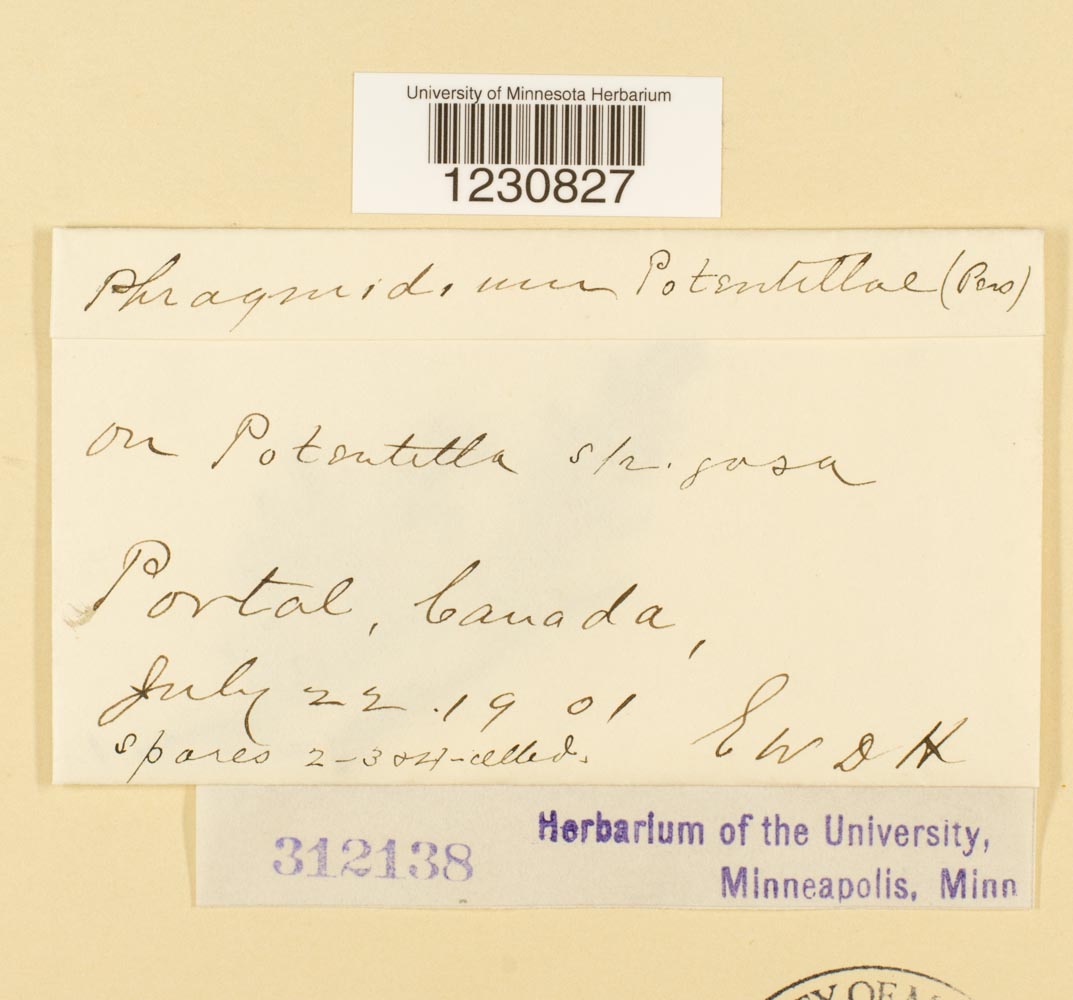 University of Minnesota Herbarium
1230827
Phragmidium Potentillae (Pers)
on Potentilla strigosa
Portal, Canada,
July 22. 1901
E W D H
spores 2-3 or 4-celled.
312138
Herbarium of the University,
Minneapolis, Minn